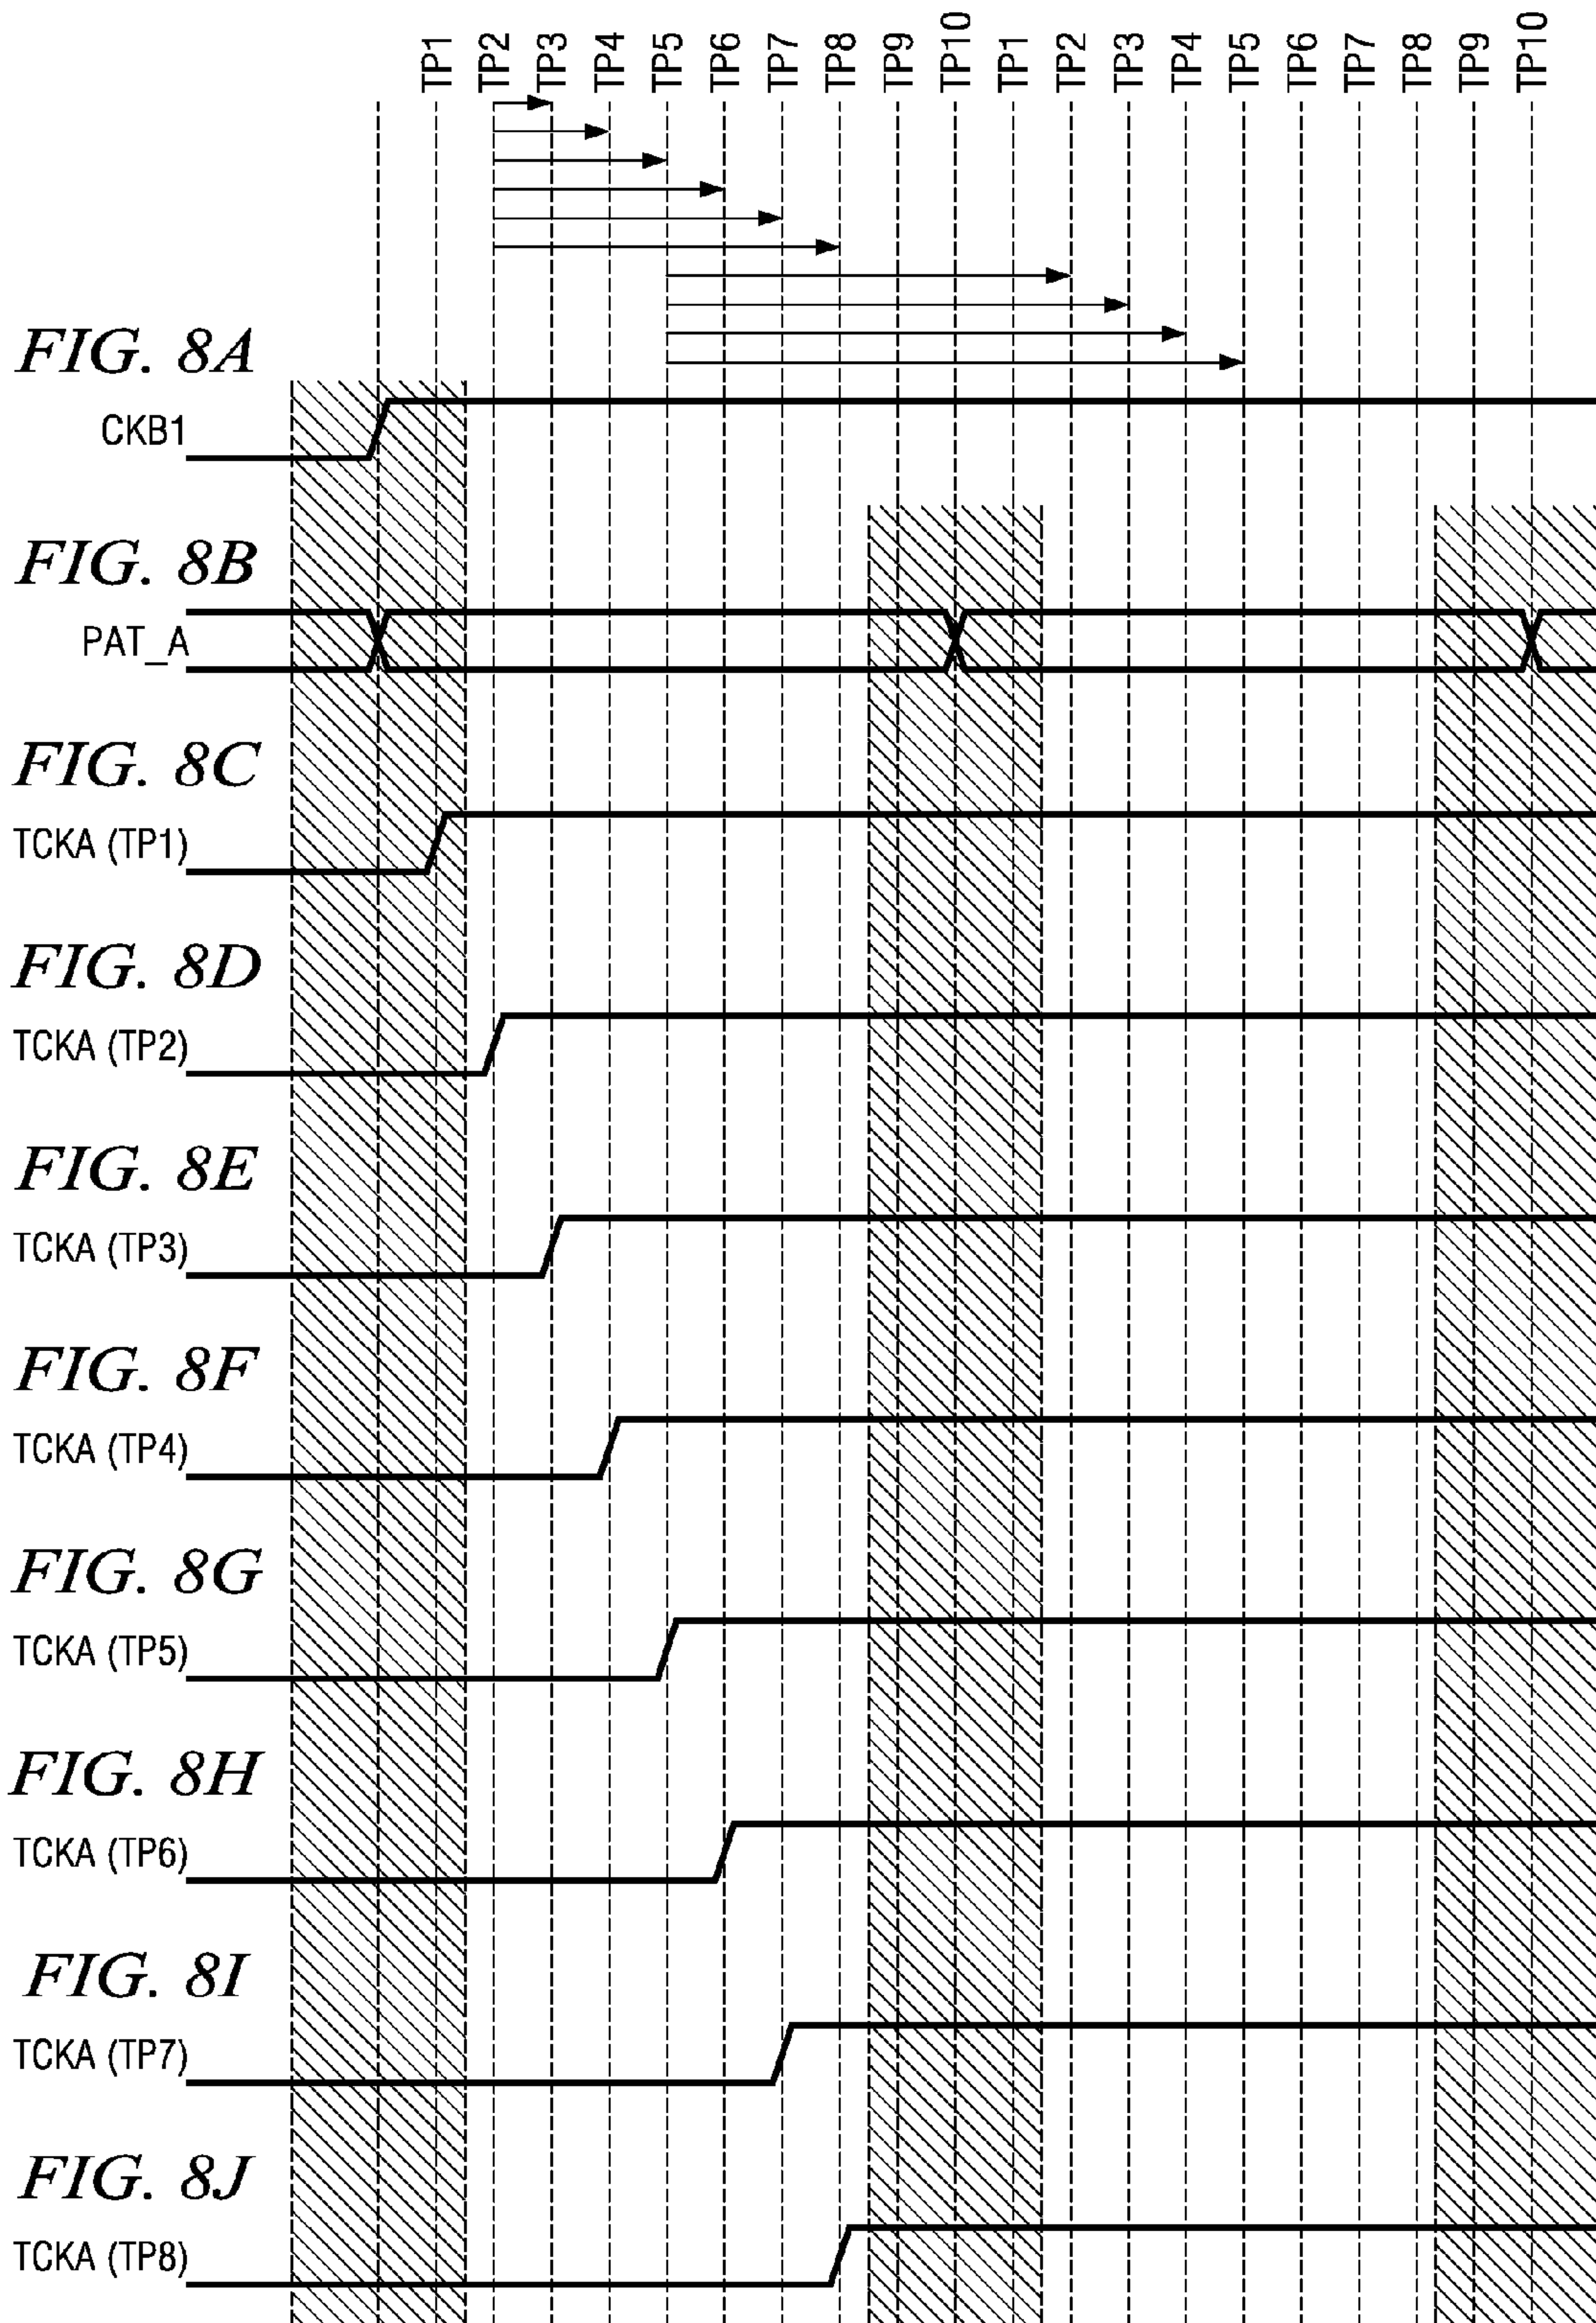 TP1 TP2 TP3 TP4 TP5 TP6 TP7 TP8 TP9 TP10 TP1 TP2 TP3 TP4 TP5 TP6 TP7 TP8 TP9 TP10
FIG. 8A
CKB1
FIG. 8B
PAT_A
FIG. 8C
TCKA (TP1)
FIG. 8D
TCKA (TP2)
FIG. 8E
TCKA (TP3)
FIG. 8F
TCKA (TP4)
FIG. 8G
TCKA (TP5)
FIG. 8H
TCKA (TP6)
FIG. 8I
TCKA (TP7)
FIG. 8J
TCKA (TP8)